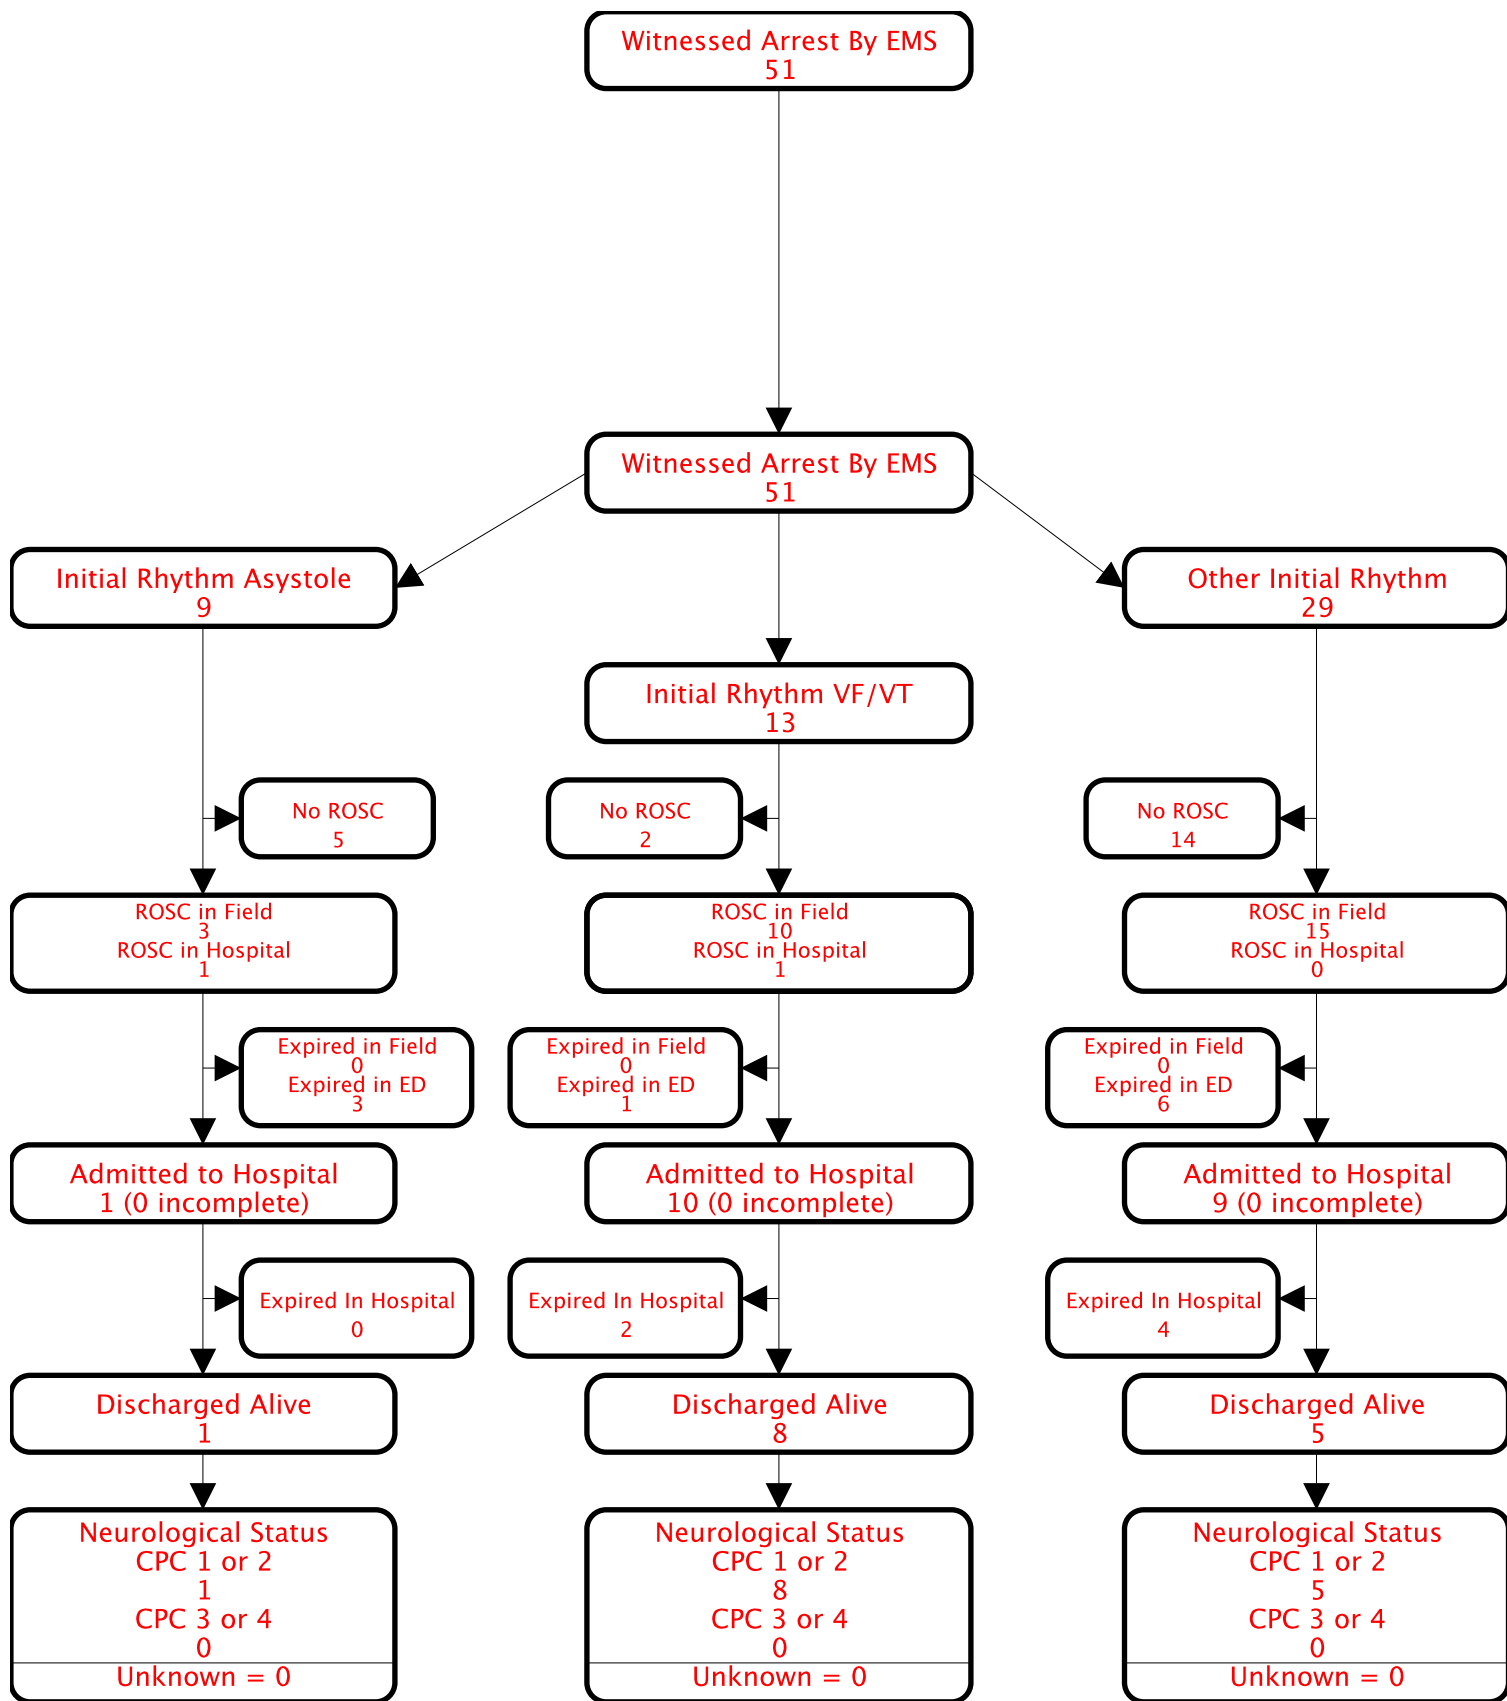 Witnessed Arrest By EMS
51
Witnessed Arrest By EMS
51
Initial Rhythm Asystole
9
Other Initial Rhythm
29
Initial Rhythm VF/VT
13
No ROSC
5
No ROSC
2
No ROSC
14
ROSC in Field
3
ROSC in Hospital
1
ROSC in Field
10
ROSC in Hospital
1
ROSC in Field
15
ROSC in Hospital
0
Expired in Field
0
Expired in ED
3
Expired in Field
0
Expired in ED
1
Expired in Field
0
Expired in ED
6
Admitted to Hospital
1 (0 incomplete)
Admitted to Hospital
10 (0 incomplete)
Admitted to Hospital
9 (0 incomplete)
Expired In Hospital
0
Expired In Hospital
2
Expired In Hospital
4
Discharged Alive
1
Discharged Alive
8
Discharged Alive
5
Neurological Status
CPC 1 or 2
1
CPC 3 or 4
0
Unknown = 0
Neurological Status
CPC 1 or 2
8
CPC 3 or 4
0
Unknown = 0
Neurological Status
CPC 1 or 2
5
CPC 3 or 4
0
Unknown = 0